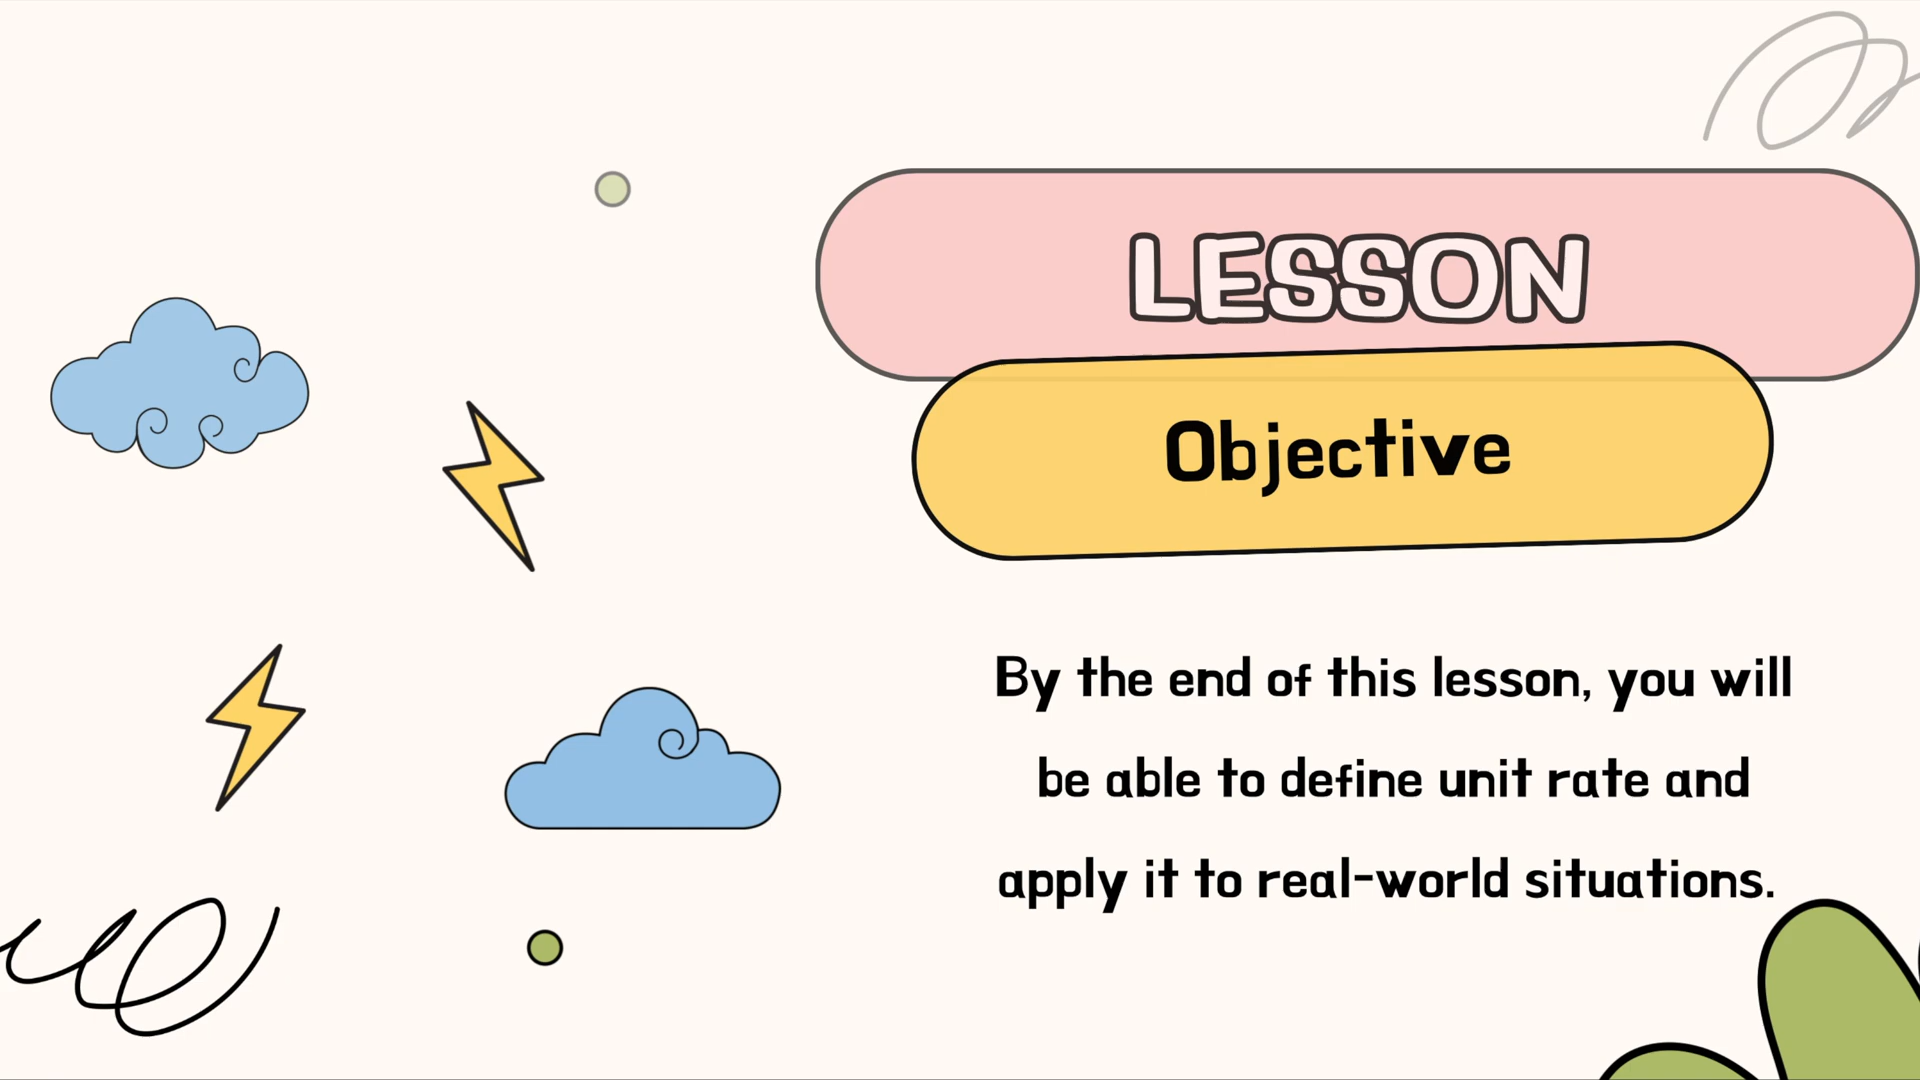 LESSON
Objective
By the end of this lesson, you will
be able to define unit rate and
apply it to real-world situations.